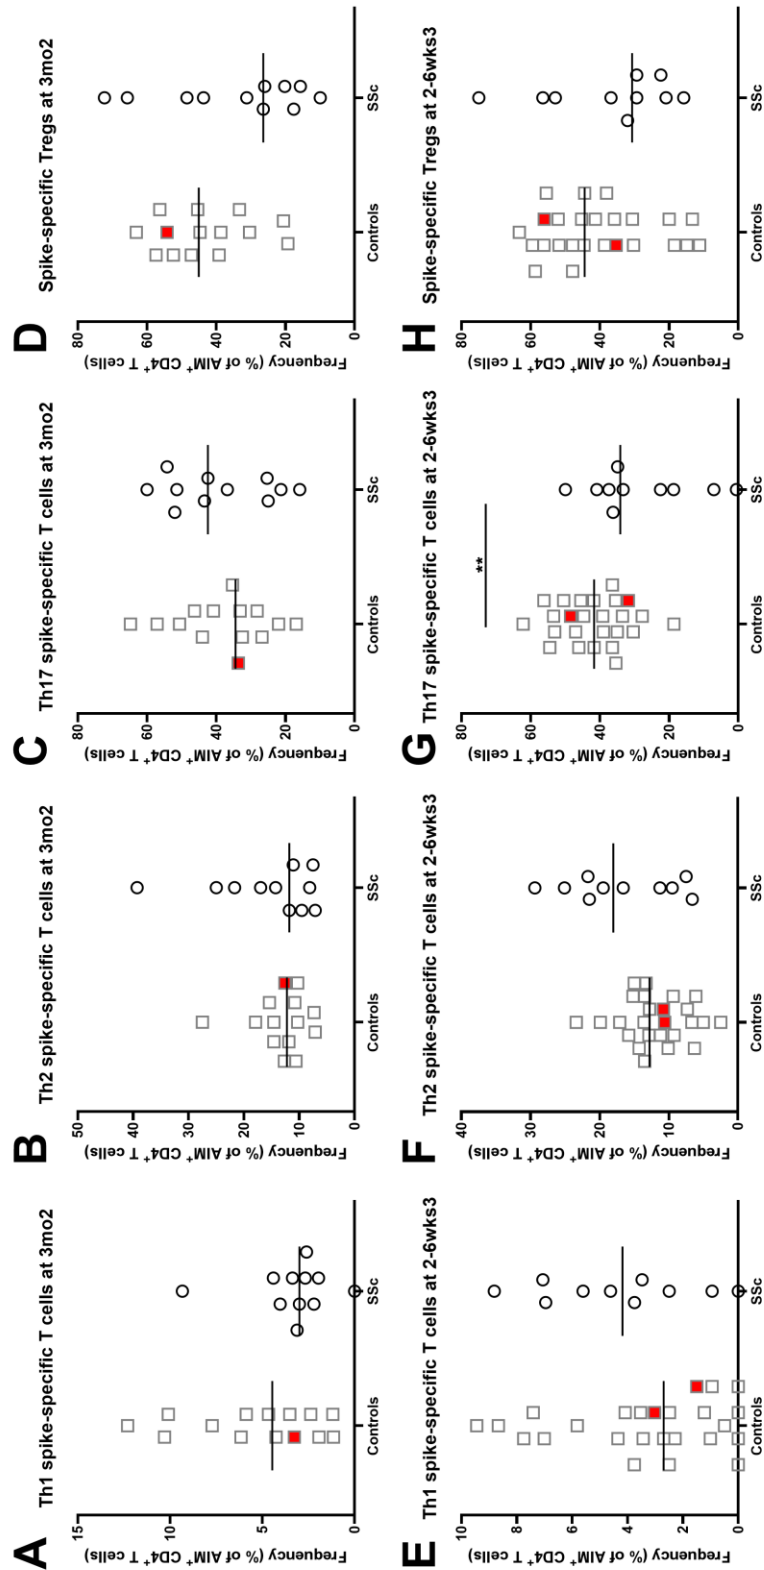 A
Th1 spike-specific T cells at 3mo2
Frequency (% of AIM+ CD4+ T cells)
15
10
5
0
Controls
SSc
B
Th2 spike-specific T cells at 3mo2
Frequency (% of AIM+ CD4+ T cells)
50
40
30
20
10
0
Controls
SSc
C
Th17 spike-specific T cells at 3mo2
Frequency (% of AIM+ CD4+ T cells)
80
60
40
20
0
Controls
SSc
D
Spike-specific Tregs at 3mo2
Frequency (% of AIM+ CD4+ T cells)
80
60
40
20
0
Controls
SSc
E
Th1 spike-specific T cells at 2-6wks3
Frequency (% of AIM+ CD4+ T cells)
10
8
6
4
2
0
Controls
SSc
F
Th2 spike-specific T cells at 2-6wks3
Frequency (% of AIM+ CD4+ T cells)
40
30
20
10
0
Controls
SSc
G
Th17 spike-specific T cells at 2-6wks3
Frequency (% of AIM+ CD4+ T cells)
80
60
40
20
0
**
Controls
SSc
H
Spike-specific Tregs at 2-6wks3
Frequency (% of AIM+ CD4+ T cells)
80
60
40
20
0
Controls
SSc